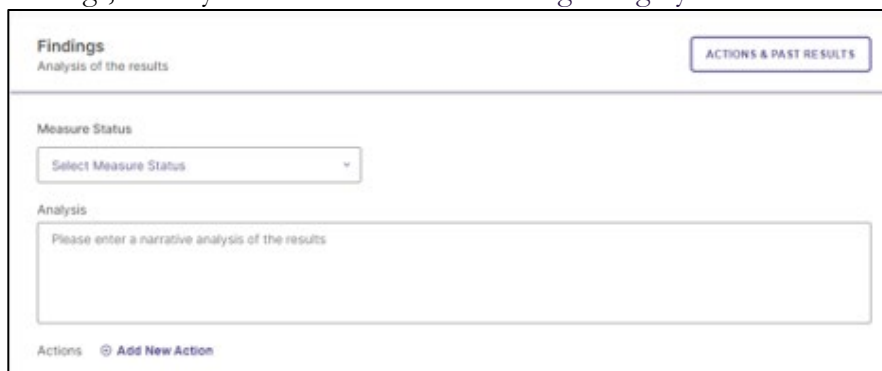 Findings
Analysis of the results
ACTIONS & PAST RESULTS
Measure Status
Select Measure Status
Analysis
Please enter a narrative analysis of the results
Actions Add New Action